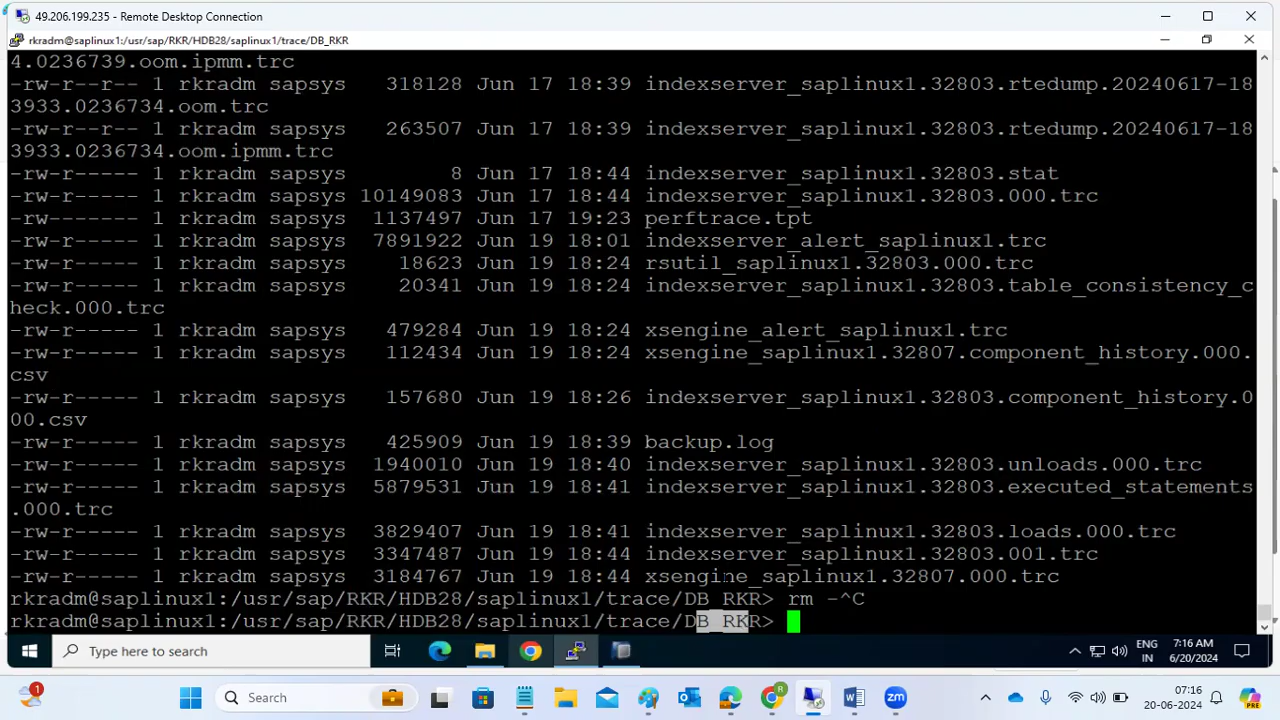 49.206.199.235 - Remote Desktop Connection
rkradm@saplinux1:/usr/sap/RKR/HDB28/saplinux1/trace/DB_RKR
4.0236739.oom.ipmm.trc
-rw-r--r-- 1 rkradm sapsys 318128 Jun 17 18:39 indexserver_saplinux1.32803.rtedump.20240617-18
3933.0236734.oom.trc
-rw-r--r-- 1 rkradm sapsys 263507 Jun 17 18:39 indexserver_saplinux1.32803.rtedump.20240617-18
3933.0236734.oom.ipmm.trc
-rw-r----- 1 rkradm sapsys 8 Jun 17 18:44 indexserver_saplinux1.32803.stat
-rw-r----- 1 rkradm sapsys 10149083 Jun 17 18:44 indexserver_saplinux1.32803.000.trc
-rw------- 1 rkradm sapsys 1137497 Jun 17 19:23 perftrace.tpt
-rw-r----- 1 rkradm sapsys 7891922 Jun 19 18:01 indexserver_alert_saplinux1.trc
-rw-r----- 1 rkradm sapsys 18623 Jun 19 18:24 rsutil_saplinux1.32803.000.trc
-rw-r----- 1 rkradm sapsys 20341 Jun 19 18:24 indexserver_saplinux1.32803.table_consistency_c
heck.000.trc
-rw-r----- 1 rkradm sapsys 479284 Jun 19 18:24 xsengine_alert_saplinux1.trc
-rw-r----- 1 rkradm sapsys 112434 Jun 19 18:24 xsengine_saplinux1.32807.component_history.000.
csv
-rw-r----- 1 rkradm sapsys 157680 Jun 19 18:26 indexserver_saplinux1.32803.component_history.0
00.csv
-rw-r----- 1 rkradm sapsys 425909 Jun 19 18:39 backup.log
-rw-r----- 1 rkradm sapsys 1940010 Jun 19 18:40 indexserver_saplinux1.32803.unloads.000.trc
-rw-r----- 1 rkradm sapsys 5879531 Jun 19 18:41 indexserver_saplinux1.32803.executed_statements
.000.trc
-rw-r----- 1 rkradm sapsys 3829407 Jun 19 18:41 indexserver_saplinux1.32803.loads.000.trc
-rw-r----- 1 rkradm sapsys 3347487 Jun 19 18:44 indexserver_saplinux1.32803.001.trc
-rw-r----- 1 rkradm sapsys 3184767 Jun 19 18:44 xsengine_saplinux1.32807.000.trc
rkradm@saplinux1:/usr/sap/RKR/HDB28/saplinux1/trace/DB_RKR> rm -^C
rkradm@saplinux1:/usr/sap/RKR/HDB28/saplinux1/trace/DB_RKR>
Type here to search
ENG
IN
7:16 AM
6/20/2024
1
Search
zm
R
07:16
20-06-2024
PRE